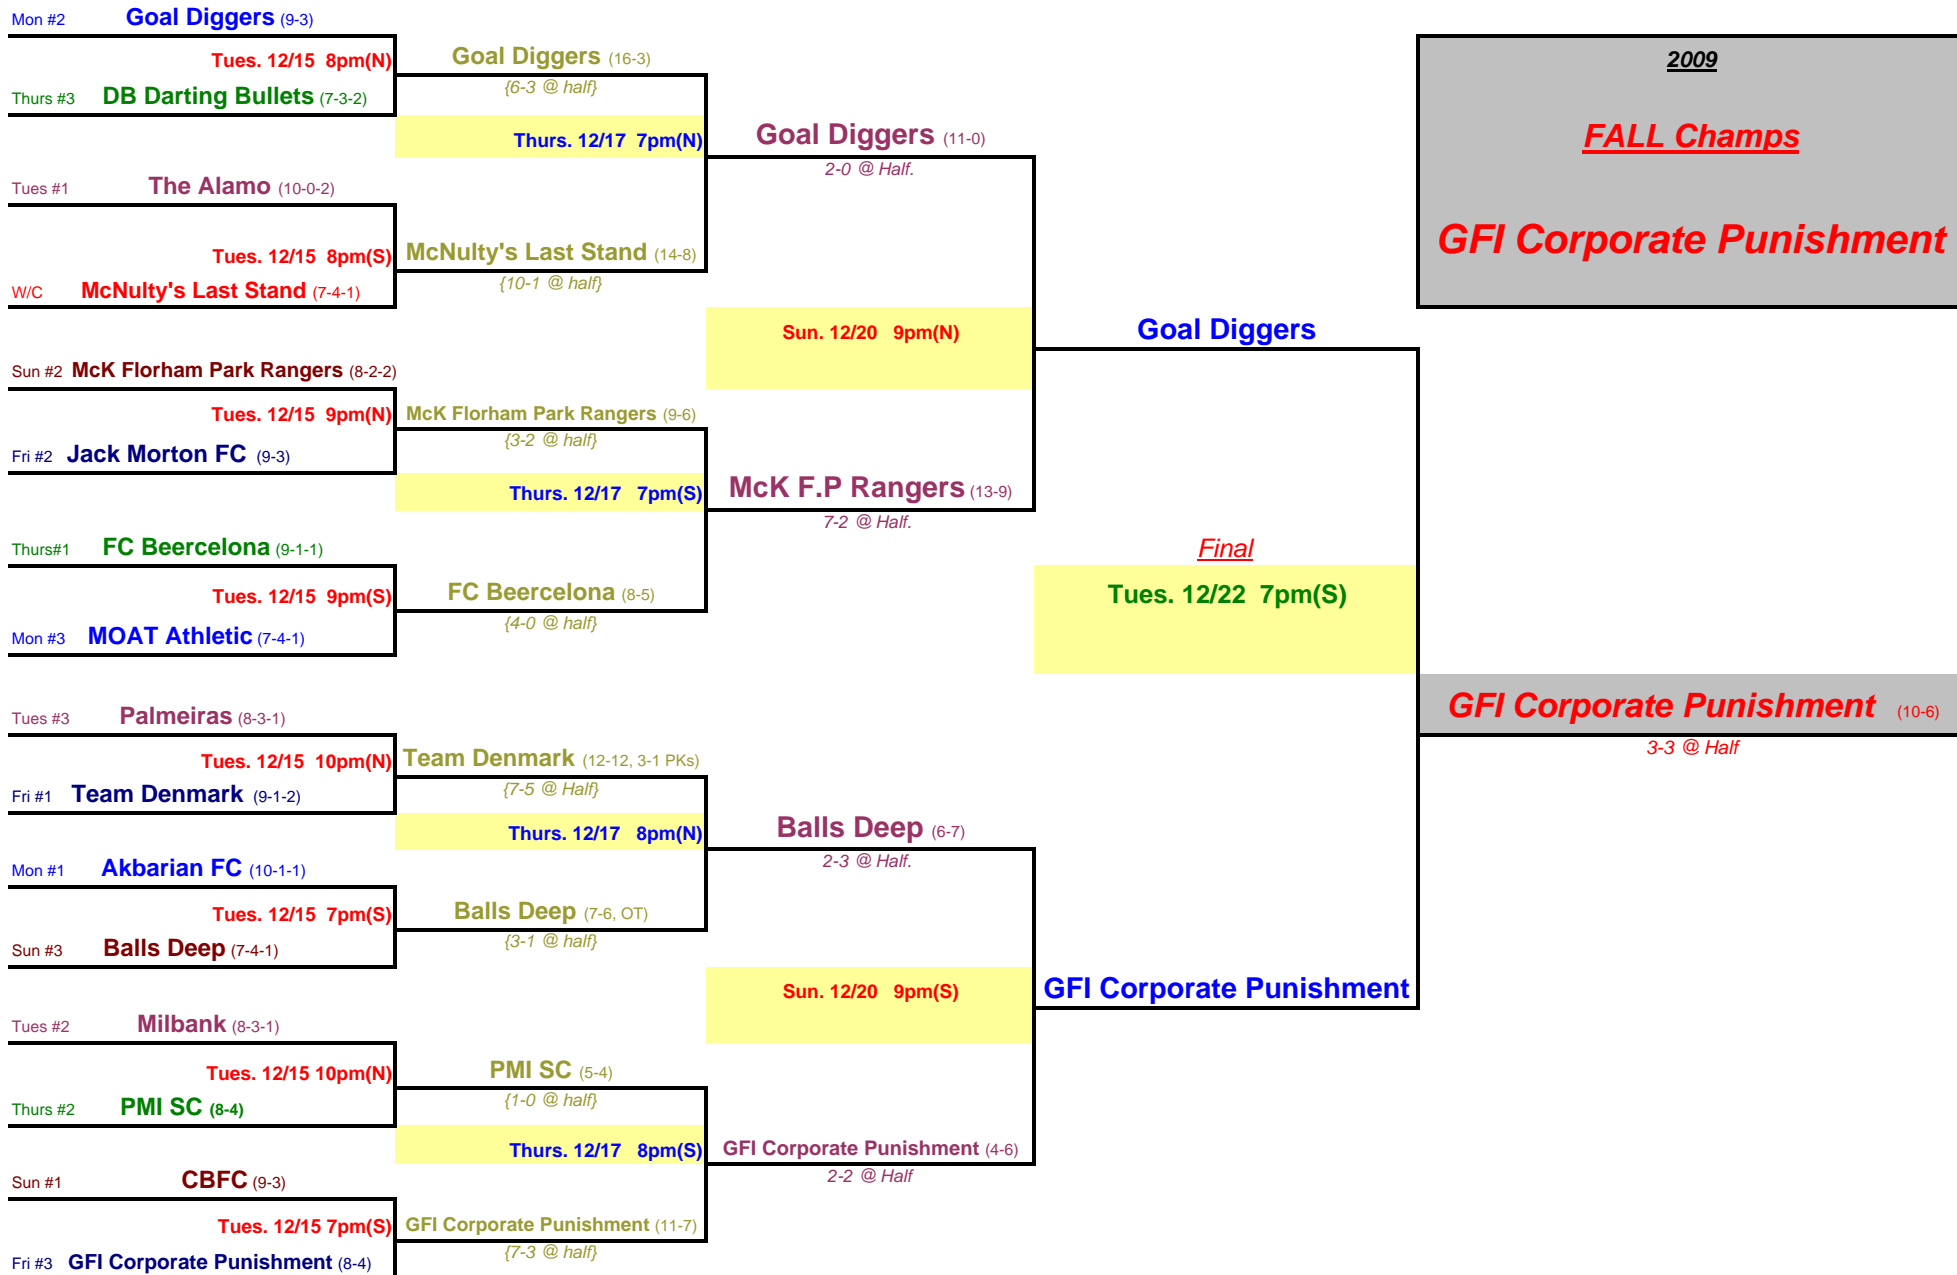 Mon #2 Goal Diggers (9-3)
Tues. 12/15 8pm(N)
Thurs #3 DB Darting Bullets (7-3-2)
Tues #1 The Alamo (10-0-2)
Tues. 12/15 8pm(S)
W/C McNulty's Last Stand (7-4-1)
Sun #2 McK Florham Park Rangers (8-2-2)
Tues. 12/15 9pm(N)
Fri #2 Jack Morton FC (9-3)
Thurs#1 FC Beercelona (9-1-1)
Tues. 12/15 9pm(S)
Mon #3 MOAT Athletic (7-4-1)
Tues #3 Palmeiras (8-3-1)
Tues. 12/15 10pm(N)
Fri #1 Team Denmark (9-1-2)
Mon #1 Akbarian FC (10-1-1)
Tues. 12/15 7pm(S)
Sun #3 Balls Deep (7-4-1)
Tues #2 Milbank (8-3-1)
Tues. 12/15 10pm(N)
Thurs #2 PMI SC (8-4)
Sun #1 CBFC (9-3)
Tues. 12/15 7pm(S)
Fri #3 GFI Corporate Punishment (8-4)
Goal Diggers (16-3)
{6-3 @ half}
Thurs. 12/17 7pm(N)
McNulty's Last Stand (14-8)
{10-1 @ half}
McK Florham Park Rangers (9-6)
{3-2 @ half}
Thurs. 12/17 7pm(S)
FC Beercelona (8-5)
{4-0 @ half}
Team Denmark (12-12, 3-1 PKs)
{7-5 @ Half}
Thurs. 12/17 8pm(N)
Balls Deep (7-6, OT)
{3-1 @ half}
PMI SC (5-4)
{1-0 @ half}
Thurs. 12/17 8pm(S)
GFI Corporate Punishment (11-7)
{7-3 @ half}
Goal Diggers (11-0)
2-0 @ Half.
Sun. 12/20 9pm(N)
McK F.P Rangers (13-9)
7-2 @ Half.
Balls Deep (6-7)
2-3 @ Half.
Sun. 12/20 9pm(S)
GFI Corporate Punishment (4-6)
2-2 @ Half
Goal Diggers
Final
Tues. 12/22 7pm(S)
GFI Corporate Punishment
2009
FALL Champs
GFI Corporate Punishment
GFI Corporate Punishment (10-6)
3-3 @ Half